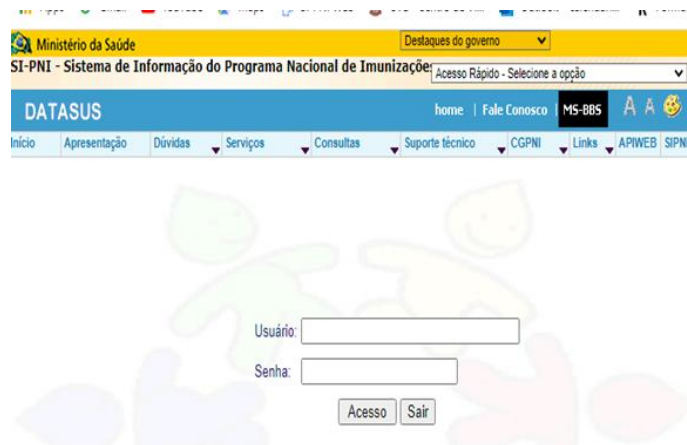 Ministério da Saúde
Destaques do governo
SI-PNI - Sistema de Informação do Programa Nacional de Imunizações
Acesso Rápido - Selecione a opção
DATASUS
home | Fale Conosco | MS-BBS A A
Início Apresentação Dúvidas Serviços Consultas Suporte técnico CGPNI Links APIWEB SIPNI
Usuário:
Senha:
Acesso Sair